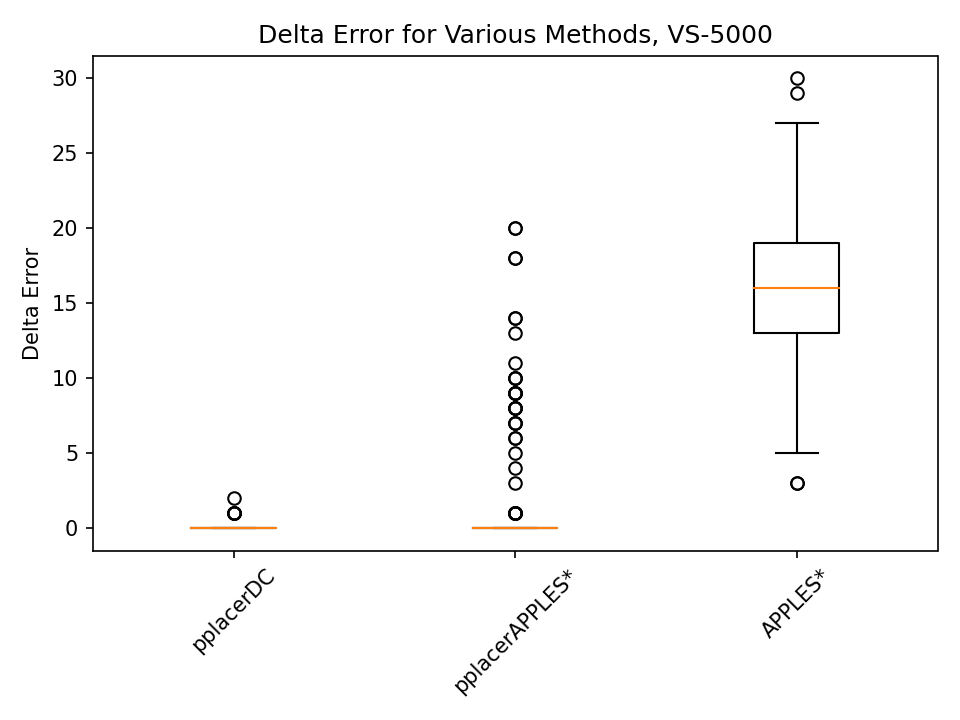 Delta Error for Various Methods, VS-5000
Delta Error
30
25
20
15
10
5
0
pplacerDC
pplacerAPPLES*
APPLES*